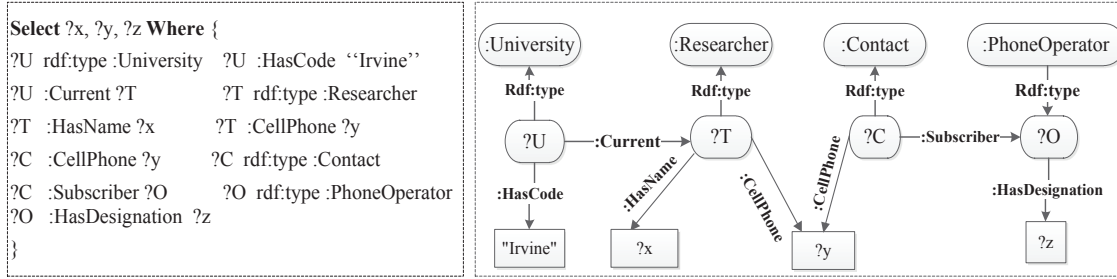 Select ?x, ?y, ?z Where {
?U rdf:type :University ?U :HasCode ‘‘Irvine’’
?U :Current ?T ?T rdf:type :Researcher
?T :HasName ?x ?T :CellPhone ?y
?C :CellPhone ?y ?C rdf:type :Contact
?C :Subscriber ?O ?O rdf:type :PhoneOperator
?O :HasDesignation ?z
}
:University :Researcher :Contact :PhoneOperator
Rdf:type Rdf:type Rdf:type Rdf:type
?U :Current ?T ?C :Subscriber ?O
:HasCode :HasName :CellPhone :CellPhone :HasDesignation
"Irvine" ?x ?y ?z